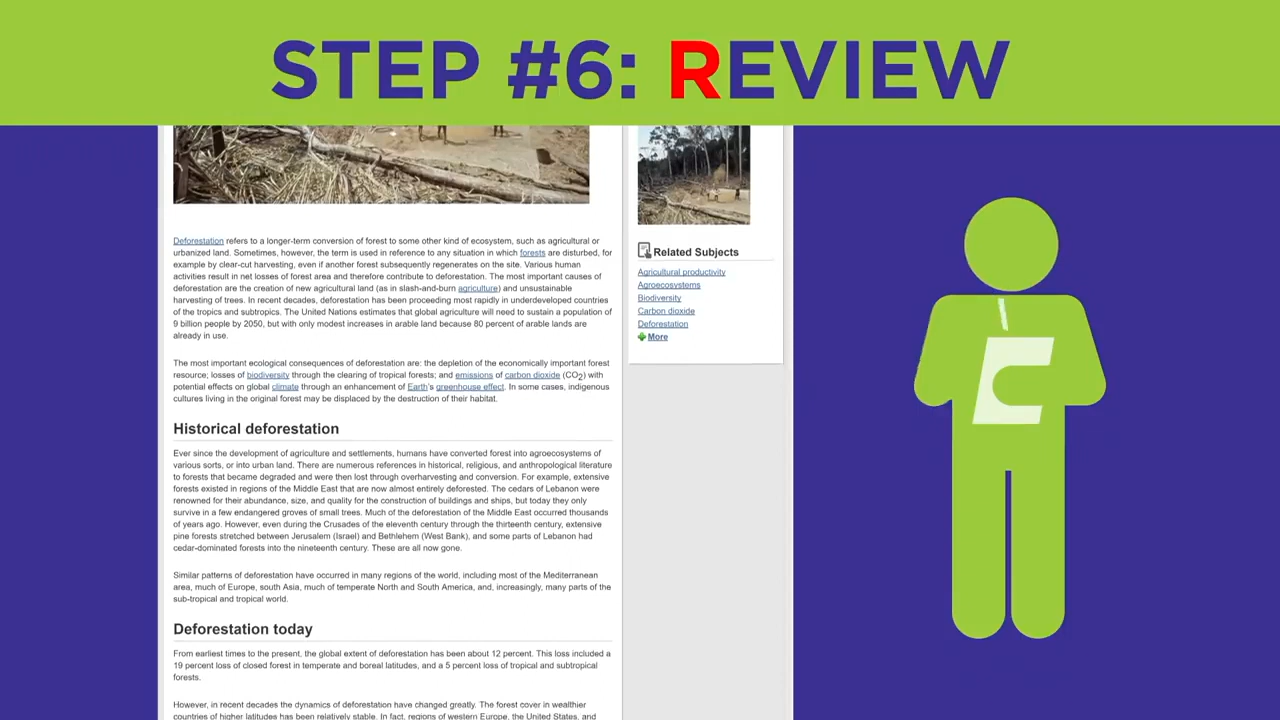 STEP #6: REVIEW
Deforestation refers to a longer-term conversion of forest to some other kind of ecosystem, such as agricultural or
urbanized land. Sometimes, however, the term is used in reference to any situation in which forests are disturbed, for
example by clear-cut harvesting, even if another forest subsequently regenerates on the site. Various human
activities result in net losses of forest area and therefore contribute to deforestation. The most important causes of
deforestation are the creation of new agricultural land (as in slash-and-burn agriculture) and unsustainable
harvesting of trees. In recent decades, deforestation has been proceeding most rapidly in underdeveloped countries
of the tropics and subtropics. The United Nations estimates that global agriculture will need to sustain a population of
9 billion people by 2050, but with only modest increases in arable land because 80 percent of arable lands are
already in use.
The most important ecological consequences of deforestation are: the depletion of the economically important forest
resource; losses of biodiversity through the clearing of tropical forests; and emissions of carbon dioxide (CO2) with
potential effects on global climate through an enhancement of Earth's greenhouse effect. In some cases, indigenous
cultures living in the original forest may be displaced by the destruction of their habitat.
Historical deforestation
Ever since the development of agriculture and settlements, humans have converted forest into agroecosystems of
various sorts, or into urban land. There are numerous references in historical, religious, and anthropological literature
to forests that became degraded and were then lost through overharvesting and conversion. For example, extensive
forests existed in regions of the Middle East that are now almost entirely deforested. The cedars of Lebanon were
renowned for their abundance, size, and quality for the construction of buildings and ships, but today they only
survive in a few endangered groves of small trees. Much of the deforestation of the Middle East occurred thousands
of years ago. However, even during the Crusades of the eleventh century through the thirteenth century, extensive
pine forests stretched between Jerusalem (Israel) and Bethlehem (West Bank), and some parts of Lebanon had
cedar-dominated forests into the nineteenth century. These are all now gone.
Similar patterns of deforestation have occurred in many regions of the world, including most of the Mediterranean
area, much of Europe, south Asia, much of temperate North and South America, and, increasingly, many parts of the
sub-tropical and tropical world.
Deforestation today
From earliest times to the present, the global extent of deforestation has been about 12 percent. This loss included a
19 percent loss of closed forest in temperate and boreal latitudes, and a 5 percent loss of tropical and subtropical
forests.
However, in recent decades the dynamics of deforestation have changed greatly. The forest cover in wealthier
countries of higher latitudes has been relatively stable. In fact, regions of western Europe, the United States, and
Related Subjects
Agricultural productivity
Agroecosystems
Biodiversity
Carbon dioxide
Deforestation
More
C